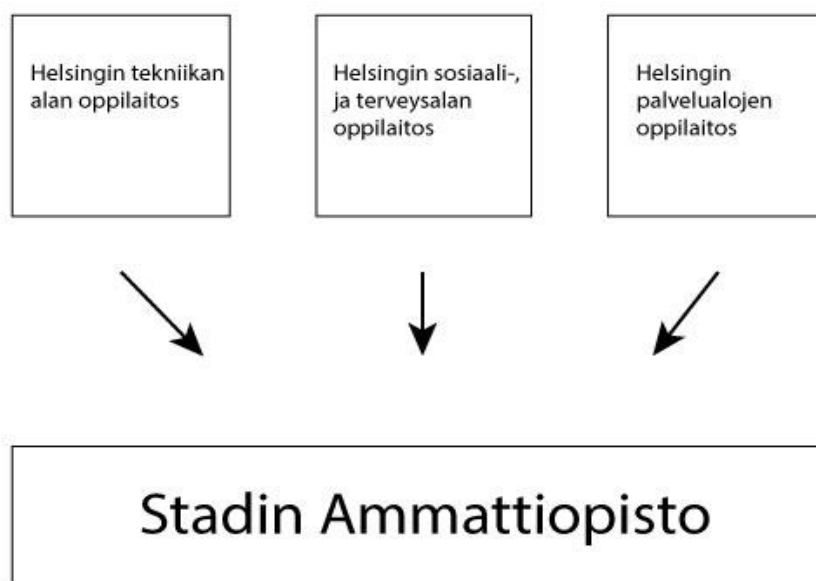 Helsingin tekniikan
alan oppilaitos
Helsingin sosiaali-,
ja terveysalan
oppilaitos
Helsingin
palvelualojen
oppilaitos
Stadin Ammattiopisto